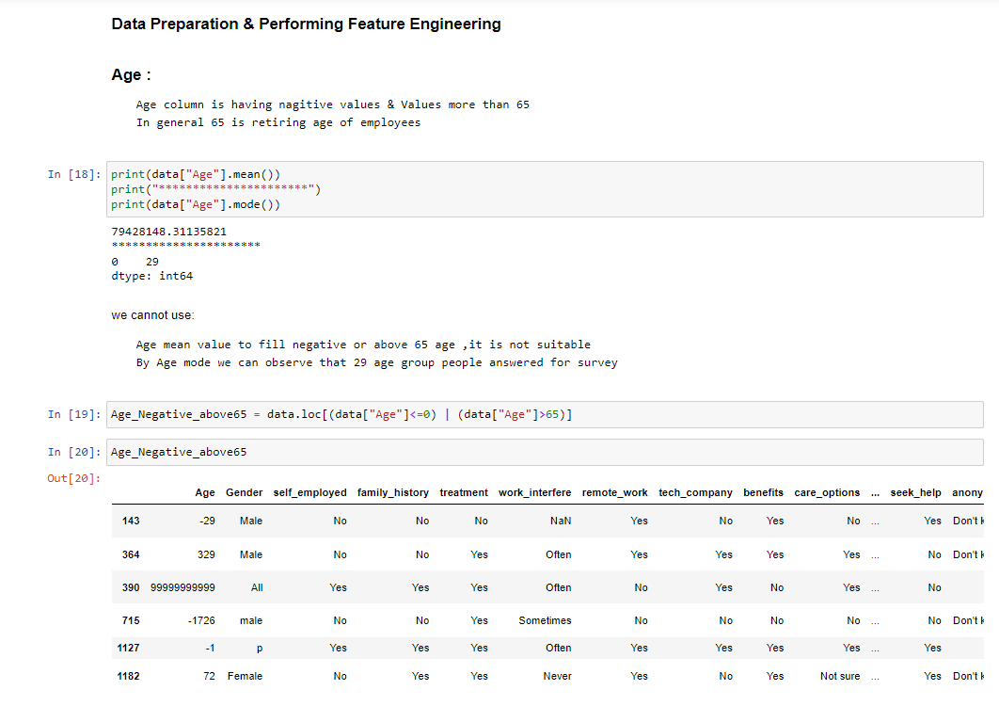 Data Preparation & Performing Feature Engineering
Age :
Age column is having nagitive values & Values more than 65
In general 65 is retiring age of employees
In [18]: print(data["Age"].mean())
print("**********************")
print(data["Age"].mode())
79428148.31135821
**********************
0    29
dtype: int64
we cannot use:
Age mean value to fill negative or above 65 age ,it is not suitable
By Age mode we can observe that 29 age group people answered for survey
In [19]: Age_Negative_above65 = data.loc[(data["Age"]<=0) | (data["Age"]>65)]
In [20]: Age_Negative_above65
Out[20]:
Age Gender self_employed family_history treatment work_interfere remote_work tech_company benefits care_options ... seek_help anony
143 -29 Male No No No NaN Yes No Yes No ... Yes Don't k
364 329 Male No No Yes Often Yes Yes Yes Yes ... No Don't k
390 99999999999 All Yes Yes Yes Often No Yes No Yes ... No
715 -1726 male No No Yes Sometimes No No No No ... No Don't k
1127 -1 p Yes Yes Yes Often Yes Yes Yes Yes ... Yes
1182 72 Female No Yes Yes Never Yes No Yes Not sure ... Yes Don't k